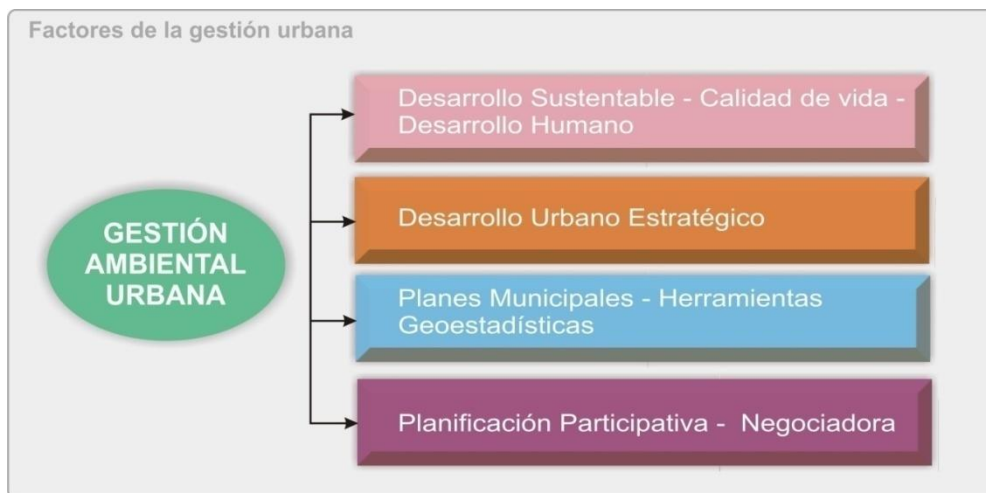 Factores de la gestión urbana
GESTIÓN
AMBIENTAL
URBANA
Desarrollo Sustentable - Calidad de vida -
Desarrollo Humano
Desarrollo Urbano Estratégico
Planes Municipales - Herramientas
Geoestadísticas
Planificación Participativa - Negociadora